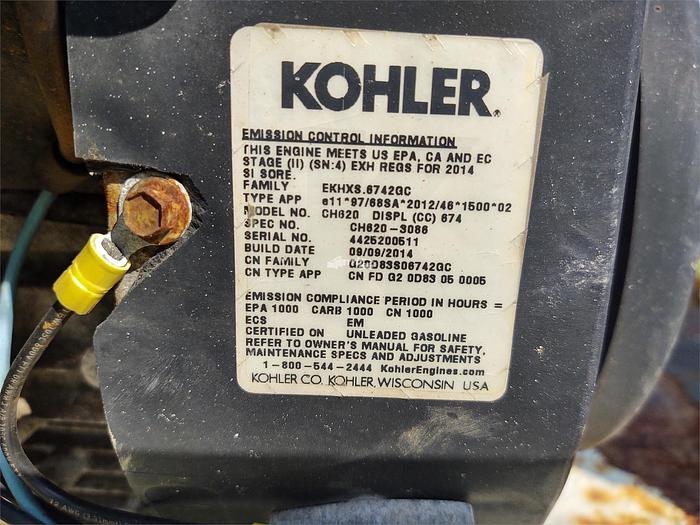 KOHLER.
EMISSION CONTROL INFORMATION
THIS ENGINE MEETS US EPA, CA AND EC
STAGE (II) (SN:4) EXH REGS FOR 2014
SI SORE.
FAMILY EKHXS.6742GC
TYPE APP e11*97/68SA*2012/46*1500*02
MODEL NO. CH620 DISPL (CC) 674
SPEC NO. CH620-3086
SERIAL NO. 4425200511
BUILD DATE 09/09/2014
CN FAMILY G20D83S06742GC
CN TYPE APP CN FD G2 0D83 05 0005
EMISSION COMPLIANCE PERIOD IN HOURS =
EPA 1000 CARB 1000 CN 1000
ECS EM
CERTIFIED ON UNLEADED GASOLINE
REFER TO OWNER'S MANUAL FOR SAFETY,
MAINTENANCE SPECS AND ADJUSTMENTS
1-800-544-2444 KohlerEngines.com
KOHLER CO. KOHLER, WISCONSIN USA